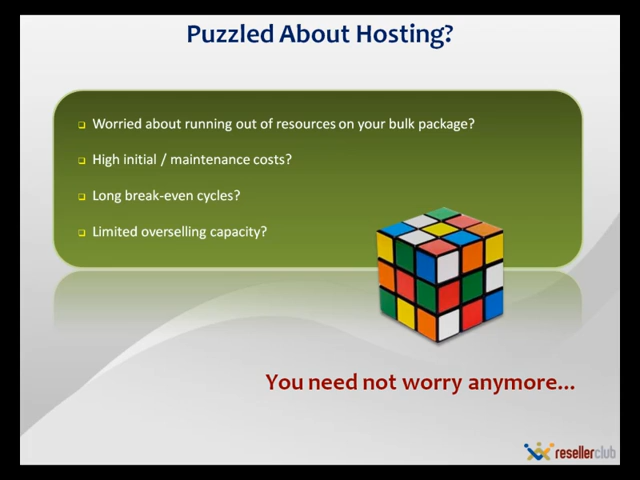 Puzzled About Hosting?
Worried about running out of resources on your bulk package?
High initial / maintenance costs?
Long break-even cycles?
Limited overselling capacity?
You need not worry anymore...
resellerclub